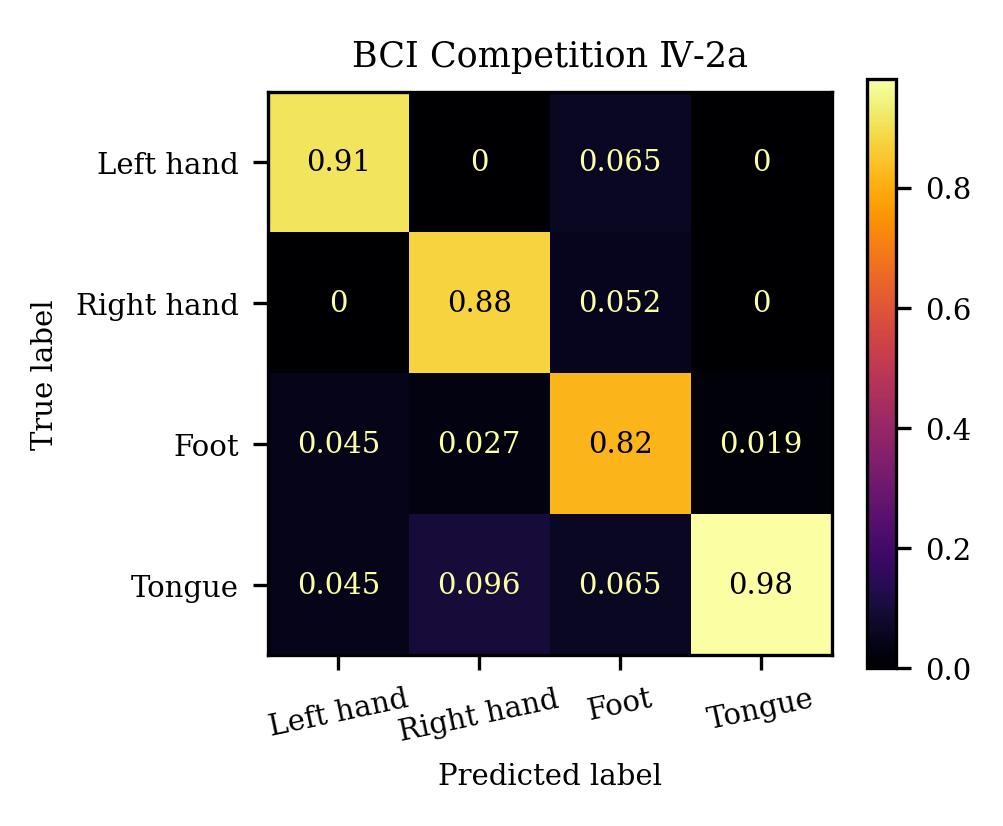 BCI Competition IV-2a
Left hand 0.91 0 0.065 0
Right hand 0 0.88 0.052 0
Foot 0.045 0.027 0.82 0.019
Tongue 0.045 0.096 0.065 0.98
True label
Left hand Right hand Foot Tongue
Predicted label
0.8
0.6
0.4
0.2
0.0